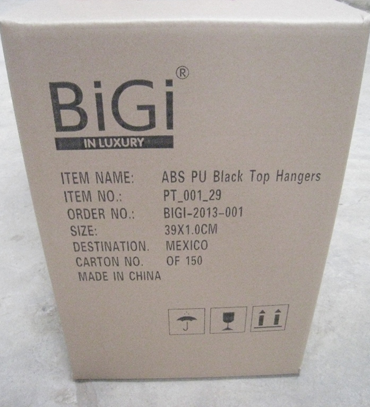 BiGi®
IN LUXURY
ITEM NAME: ABS PU Black Top Hangers
ITEM NO.: PT_001_29
ORDER NO.: BIGI-2013-001
SIZE: 39X1.0CM
DESTINATION. MEXICO
CARTON NO. OF 150
MADE IN CHINA